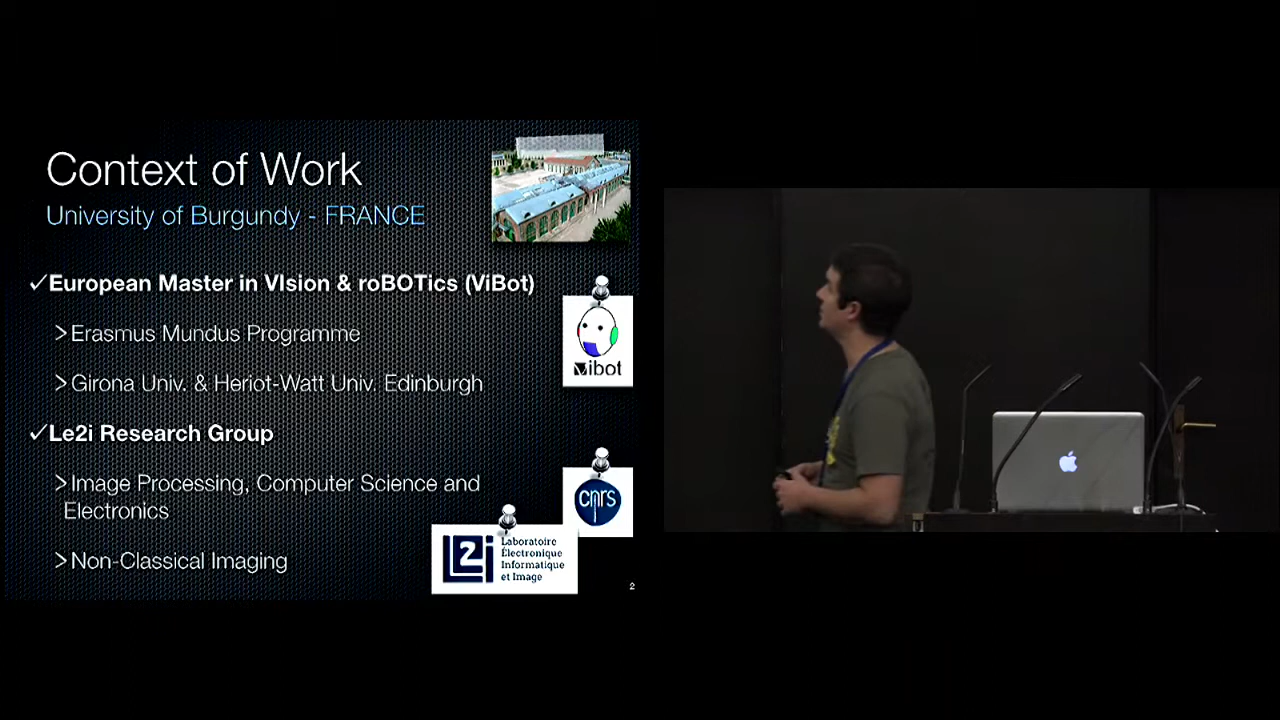 Context of Work
University of Burgundy - FRANCE
✓European Master in VIsion & roBOTics (ViBot)
>Erasmus Mundus Programme
>Girona Univ. & Heriot-Watt Univ. Edinburgh
vibot
✓Le2i Research Group
>Image Processing, Computer Science and
Electronics
cnrs
>Non-Classical Imaging
Le2i
Laboratoire
Électronique
Informatique
et Image
2